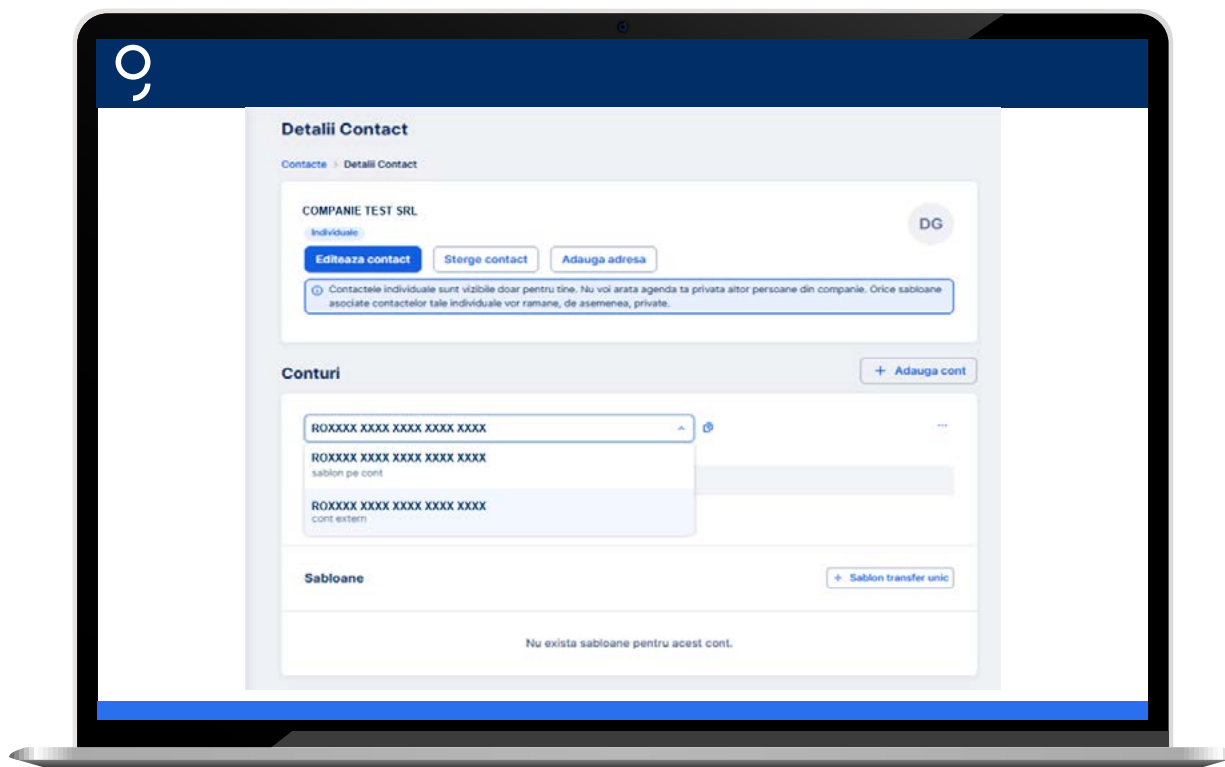 Detalii Contact
Contacte > Detalii Contact
COMPANIE TEST SRL
DG
Individuale
Editeaza contact
Sterge contact
Adauga adresa
Contactele individuale sunt vizibile doar pentru tine. Nu voi arata agenda ta privata altor persoane din companie. Orice sabloane
asociate contactelor tale individuale vor ramane, de asemenea, private.
Conturi
+ Adauga cont
ROXXXX XXXX XXXX XXXX XXXX
...
ROXXXX XXXX XXXX XXXX XXXX
sablon pe cont
ROXXXX XXXX XXXX XXXX XXXX
cont extern
Sabloane
+ Sablon transfer unic
Nu exista sabloane pentru acest cont.